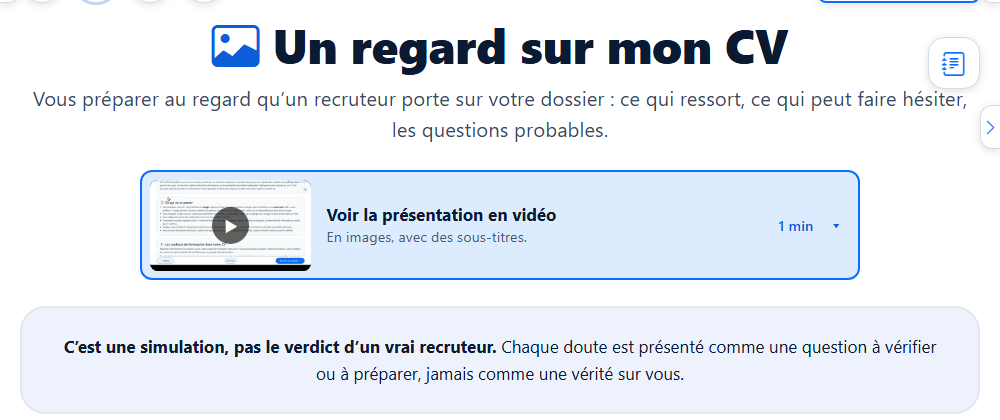 Un regard sur mon CV
Vous préparer au regard qu’un recruteur porte sur votre dossier : ce qui ressort, ce qui peut faire hésiter,
les questions probables.
Voir la présentation en vidéo
En images, avec des sous-titres.
1 min
C’est une simulation, pas le verdict d’un vrai recruteur. Chaque doute est présenté comme une question à vérifier
ou à préparer, jamais comme une vérité sur vous.